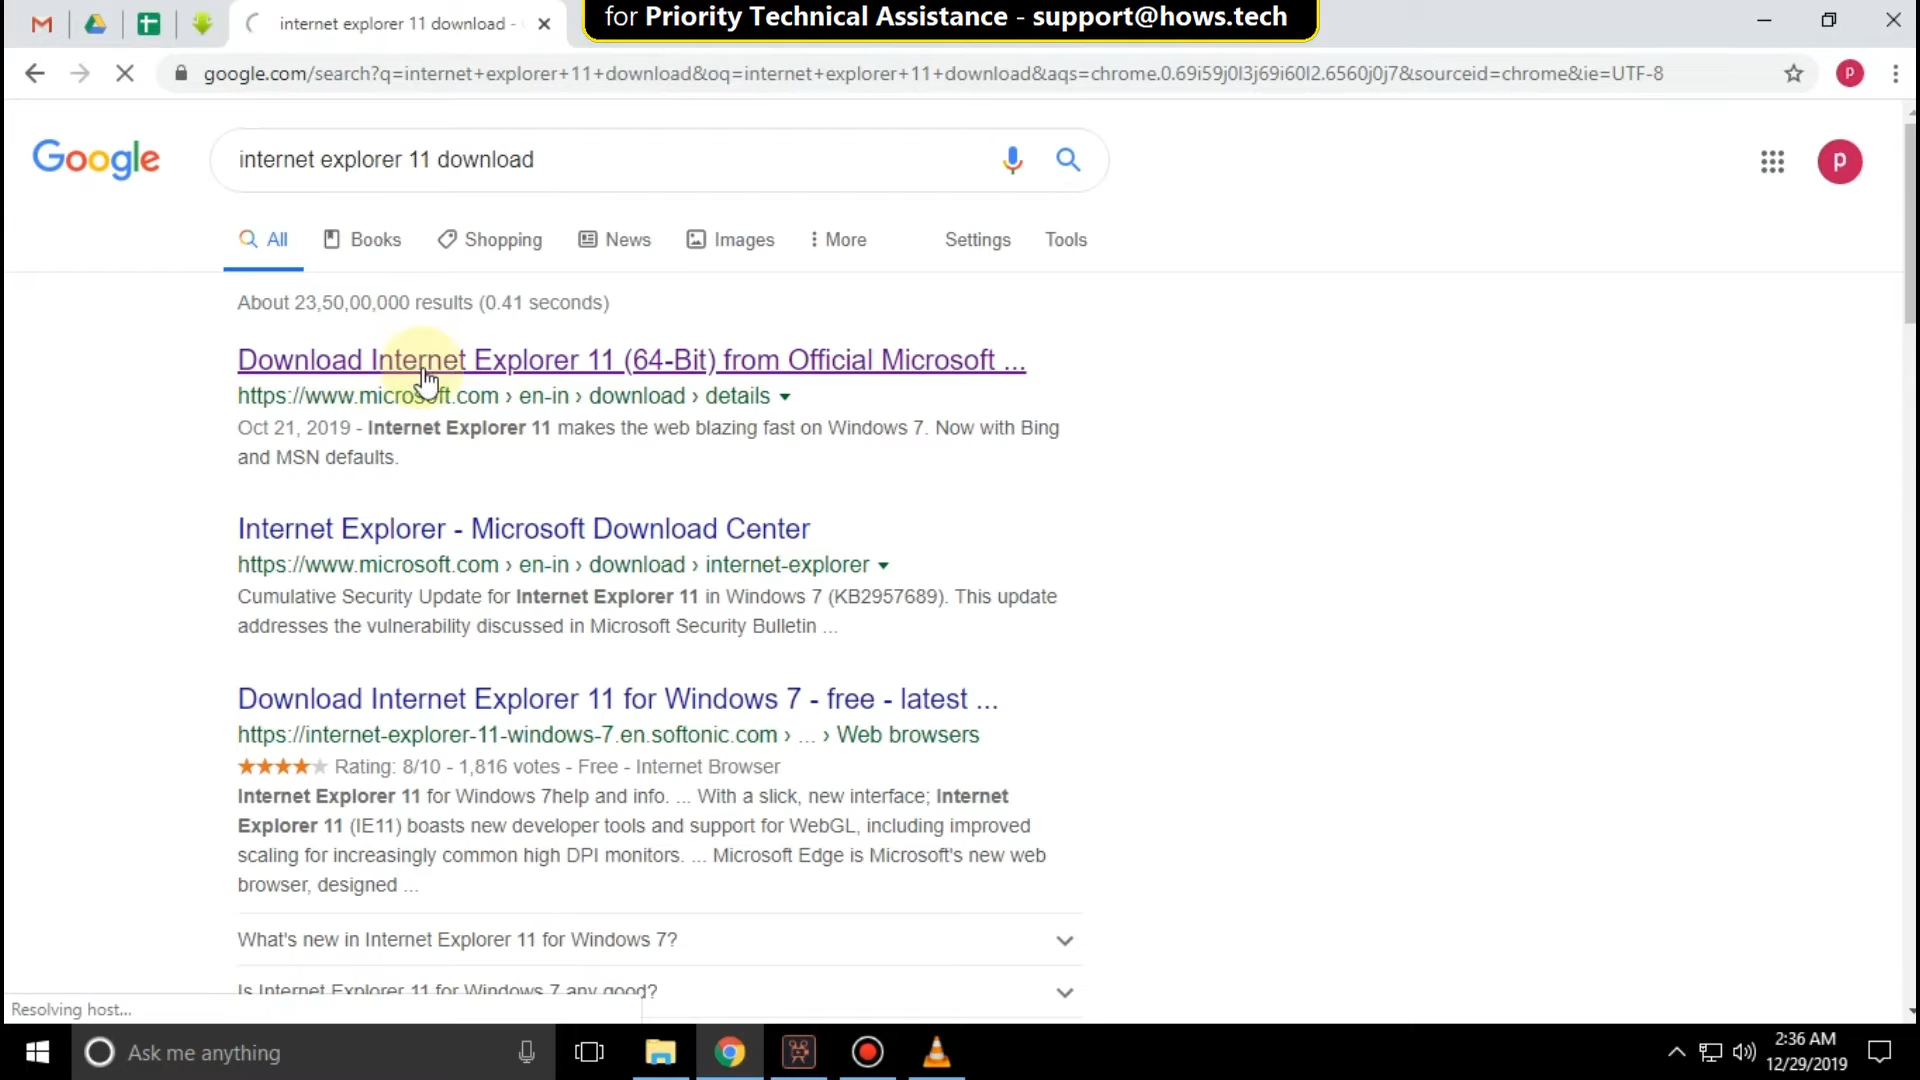 internet explorer 11 download -
for Priority Technical Assistance - support@hows.tech
google.com/search?q=internet+explorer+11+download&oq=internet+explorer+11+download&aqs=chrome.0.69i59j0l3j69i60l2.6560j0j7&sourceid=chrome&ie=UTF-8
p
Google
internet explorer 11 download
p
All Books Shopping News Images More Settings Tools
About 23,50,00,000 results (0.41 seconds)
Download Internet Explorer 11 (64-Bit) from Official Microsoft ...
https://www.microsoft.com › en-in › download › details
Oct 21, 2019 - Internet Explorer 11 makes the web blazing fast on Windows 7. Now with Bing
and MSN defaults.
Internet Explorer - Microsoft Download Center
https://www.microsoft.com › en-in › download › internet-explorer
Cumulative Security Update for Internet Explorer 11 in Windows 7 (KB2957689). This update
addresses the vulnerability discussed in Microsoft Security Bulletin ...
Download Internet Explorer 11 for Windows 7 - free - latest ...
https://internet-explorer-11-windows-7.en.softonic.com › ... › Web browsers
Rating: 8/10 - 1,816 votes - Free - Internet Browser
Internet Explorer 11 for Windows 7help and info. ... With a slick, new interface; Internet
Explorer 11 (IE11) boasts new developer tools and support for WebGL, including improved
scaling for increasingly common high DPI monitors. ... Microsoft Edge is Microsoft's new web
browser, designed ...
What's new in Internet Explorer 11 for Windows 7?
Is Internet Explorer 11 for Windows 7 any good?
Resolving host...
Ask me anything
2:36 AM
12/29/2019